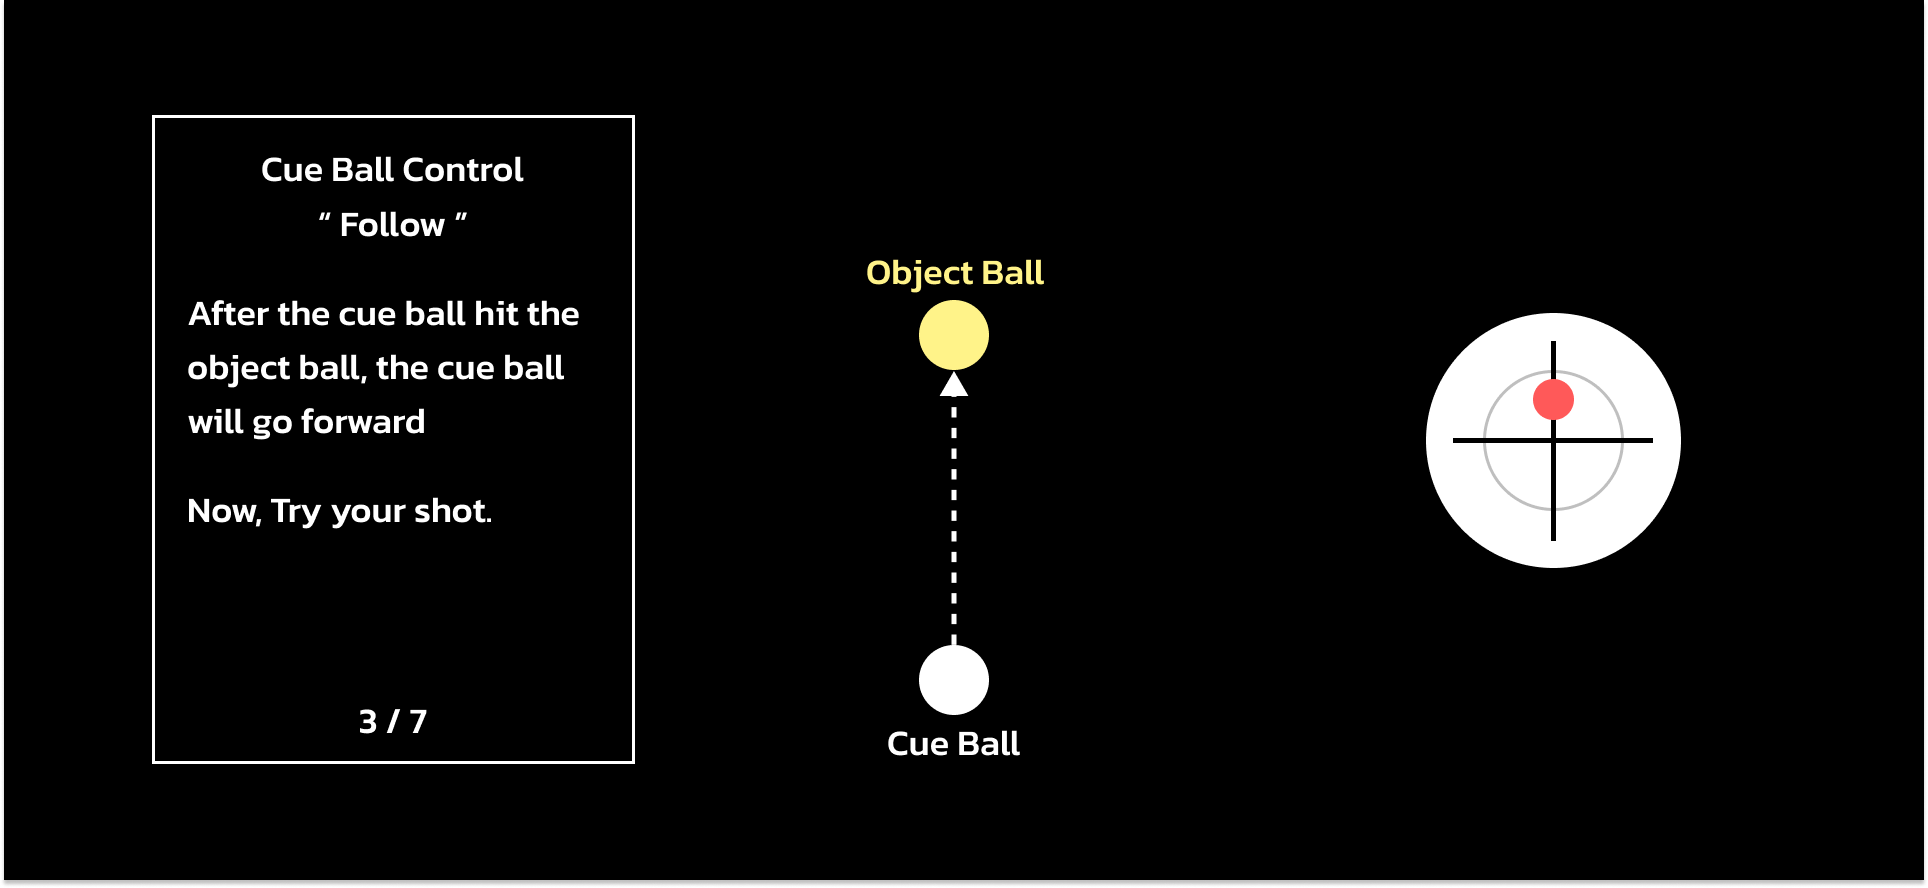 Cue Ball Control
“ Follow ”
After the cue ball hit the
object ball, the cue ball
will go forward
Now, Try your shot.
3 / 7
Object Ball
Cue Ball